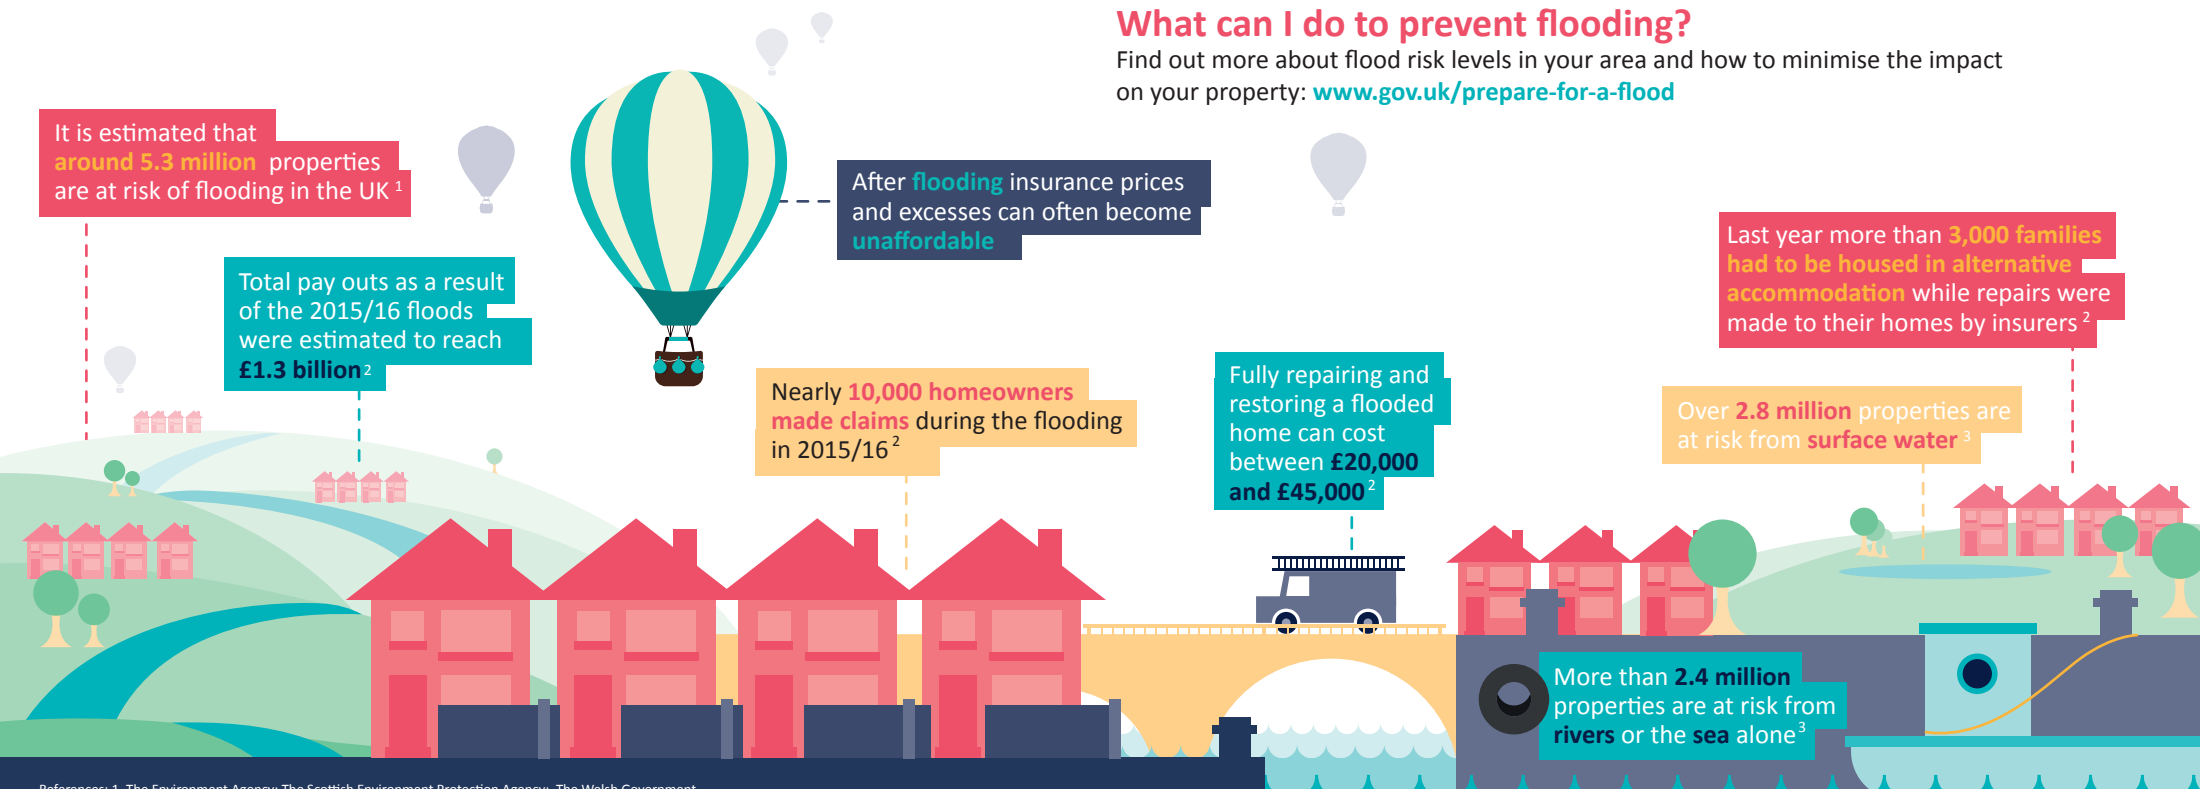 What can I do to prevent flooding?
Find out more about flood risk levels in your area and how to minimise the impact
on your property: www.gov.uk/prepare-for-a-flood
It is estimated that
around 5.3 million properties
are at risk of flooding in the UK 1
Total pay outs as a result
of the 2015/16 floods
were estimated to reach
£1.3 billion 2
After flooding insurance prices
and excesses can often become
unaffordable
Nearly 10,000 homeowners
made claims during the flooding
in 2015/16 2
Fully repairing and
restoring a flooded
home can cost
between £20,000
and £45,000 2
Last year more than 3,000 families
had to be housed in alternative
accommodation while repairs were
made to their homes by insurers 2
Over 2.8 million properties are
at risk from surface water 3
More than 2.4 million
properties are at risk from
rivers or the sea alone 3
References: 1. The Environment Agency; The Scottish Environment Protection Agency; The Welsh Government